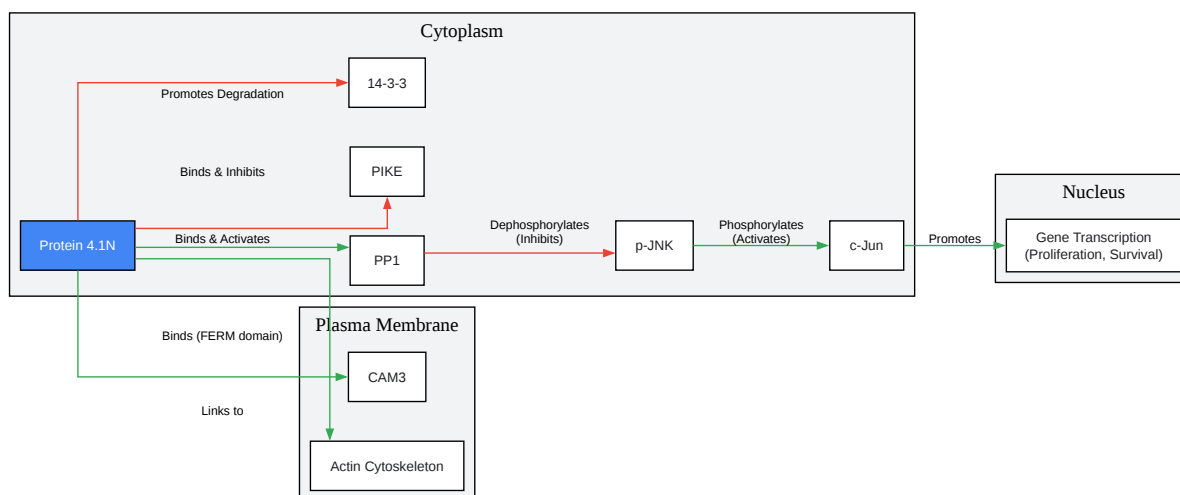 Cytoplasm
14-3-3
Promotes Degradation
PIKE
Binds & Inhibits
Nucleus
Protein 4.1N
Binds & Activates
PP1
Dephosphorylates
(Inhibits)
p-JNK
Phosphorylates
(Activates)
c-Jun
Promotes
Gene Transcription
(Proliferation, Survival)
Plasma Membrane
Binds (FERM domain)
CAM3
Links to
Actin Cytoskeleton